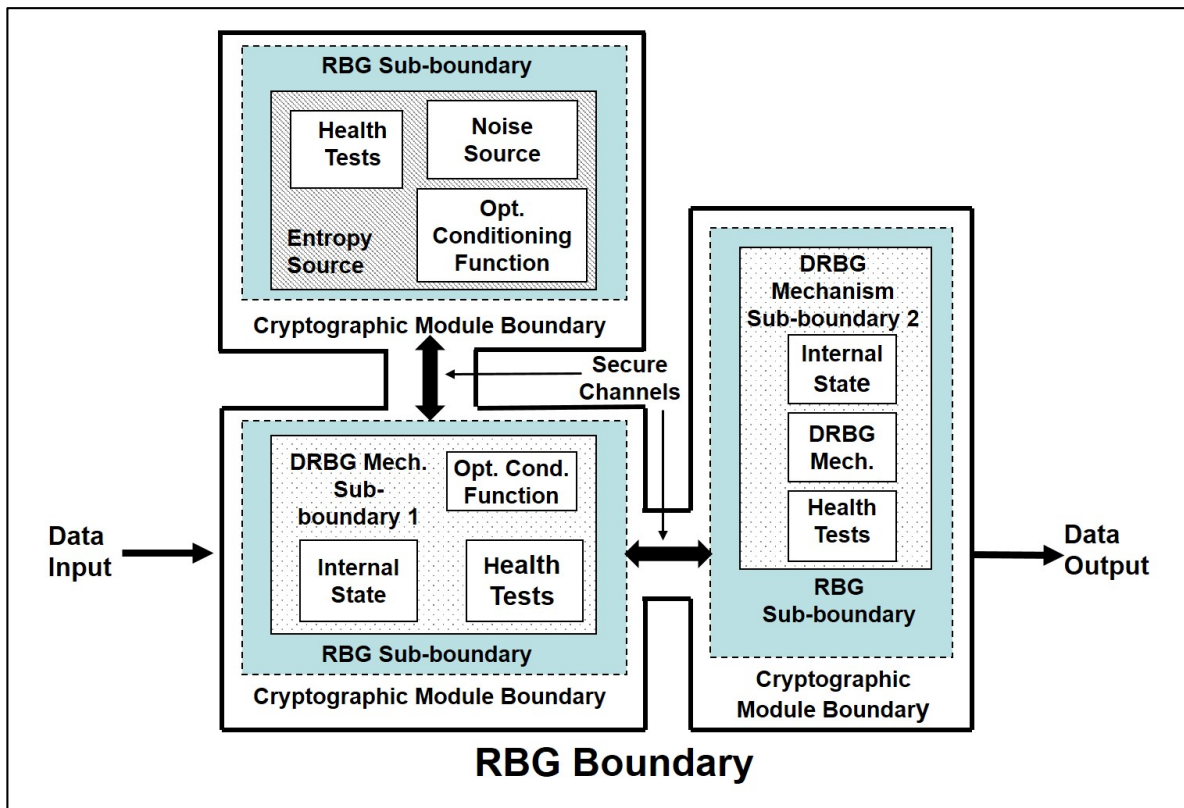 RBG Sub-boundary
Health
Tests
Noise
Source
Opt.
Conditioning
Function
Entropy
Source
Cryptographic Module Boundary
Secure
Channels
DRBG Mech.
Sub-
boundary 1
Opt. Cond.
Function
Internal
State
Health
Tests
RBG Sub-boundary
Cryptographic Module Boundary
DRBG
Mechanism
Sub-boundary 2
Internal
State
DRBG
Mech.
Health
Tests
RBG
Sub-boundary
Cryptographic
Module Boundary
Data
Input
Data
Output
RBG Boundary